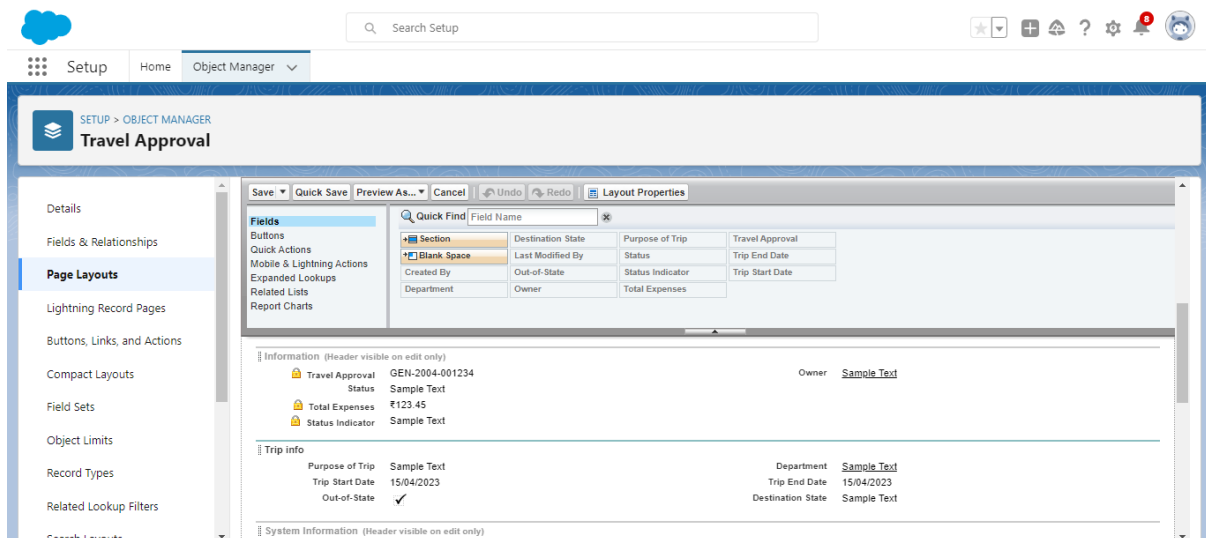 Search Setup
8
Setup Home Object Manager
SETUP > OBJECT MANAGER
Travel Approval
Details
Fields & Relationships
Page Layouts
Lightning Record Pages
Buttons, Links, and Actions
Compact Layouts
Field Sets
Object Limits
Record Types
Related Lookup Filters
Search Layouts
Save Quick Save Preview As... Cancel Undo Redo Layout Properties
Fields
Buttons
Quick Actions
Mobile & Lightning Actions
Expanded Lookups
Related Lists
Report Charts
Quick Find Field Name
Section Destination State Purpose of Trip Travel Approval
Blank Space Last Modified By Status Trip End Date
Created By Out-of-State Status Indicator Trip Start Date
Department Owner Total Expenses
Information (Header visible on edit only)
Travel Approval GEN-2004-001234 Owner Sample Text
Status Sample Text
Total Expenses ₹123.45
Status Indicator Sample Text
Trip info
Purpose of Trip Sample Text Department Sample Text
Trip Start Date 15/04/2023 Trip End Date 15/04/2023
Out-of-State Destination State Sample Text
System Information (Header visible on edit only)